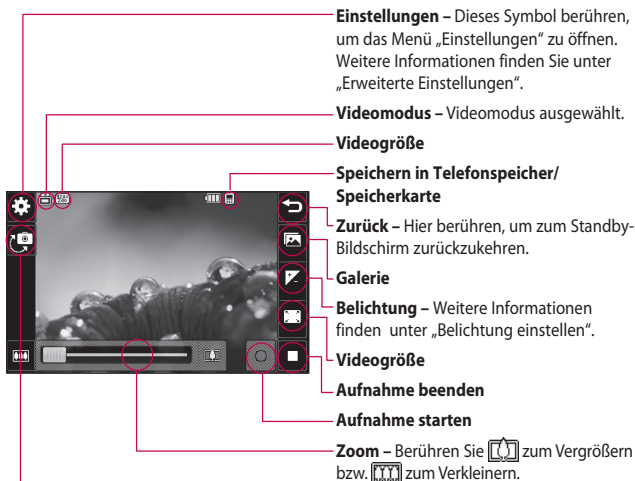 Einstellungen – Dieses Symbol berühren,
um das Menü „Einstellungen“ zu öffnen.
Weitere Informationen finden Sie unter
„Erweiterte Einstellungen“.
Videomodus – Videomodus ausgewählt.
Videogröße
Speichern in Telefonspeicher/
Speicherkarte
Zurück – Hier berühren, um zum Standby-
Bildschirm zurückzukehren.
Galerie
Belichtung – Weitere Informationen
finden unter „Belichtung einstellen“.
Videogröße
Aufnahme beenden
Aufnahme starten
Zoom – Berühren Sie zum Vergrößern
bzw. zum Verkleinern.